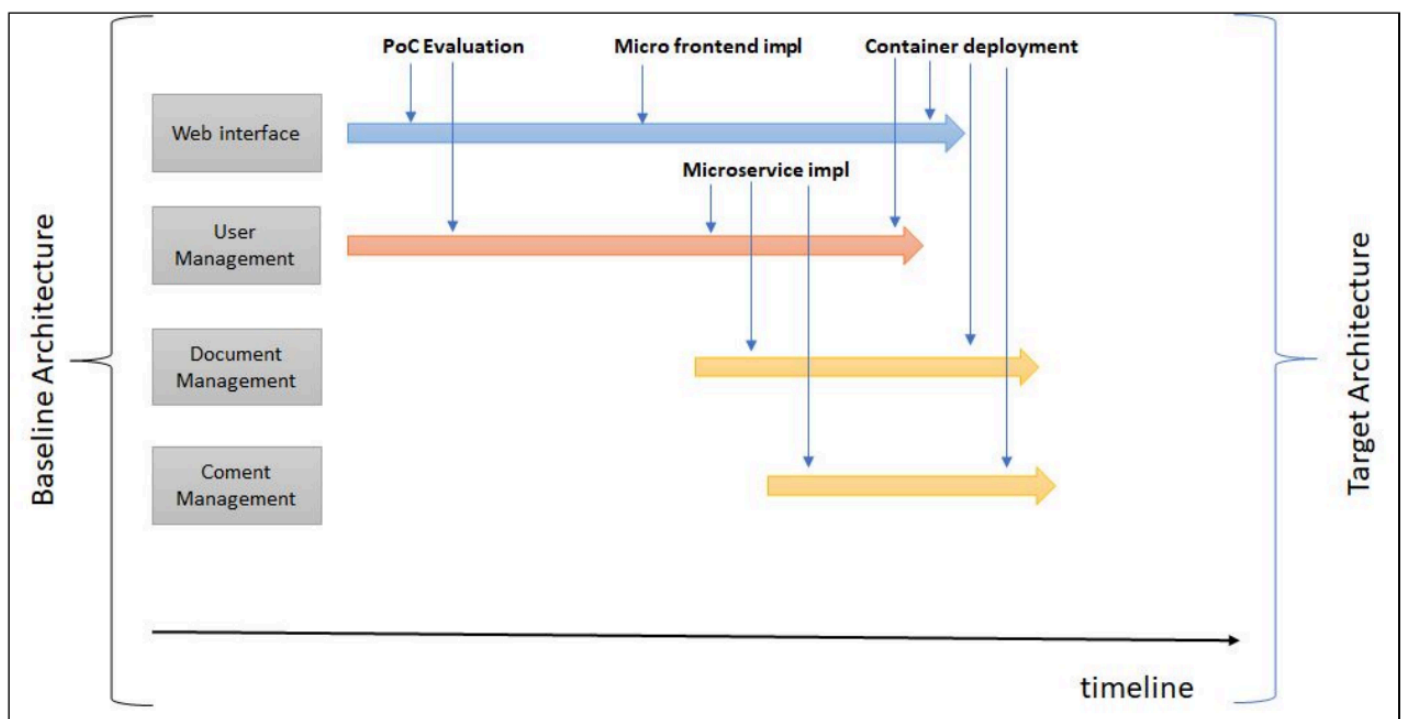 PoC Evaluation
Micro frontend impl
Container deployment
Web interface
Microservice impl
User
Management
Document
Management
Coment
Management
Baseline Architecture
Target Architecture
timeline